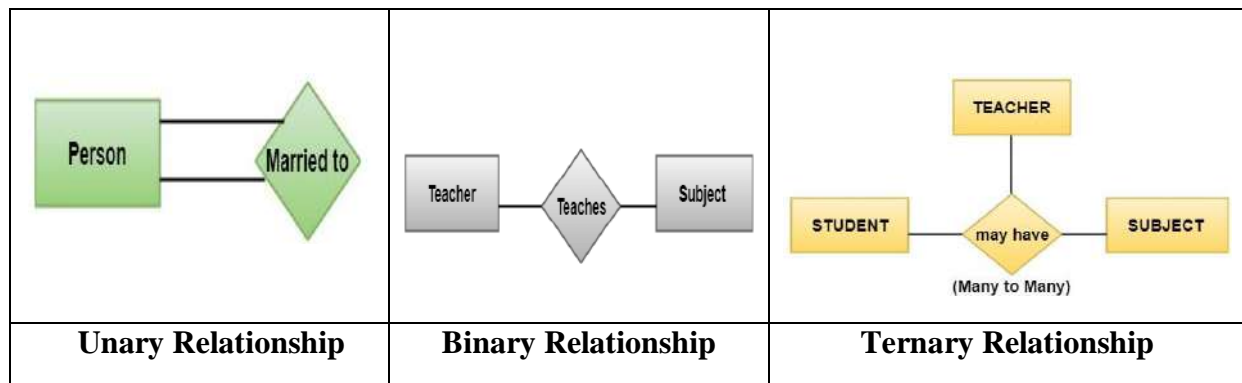 Person
Married to
Teacher
Teaches
Subject
TEACHER
STUDENT
may have
SUBJECT
(Many to Many)
Unary Relationship
Binary Relationship
Ternary Relationship